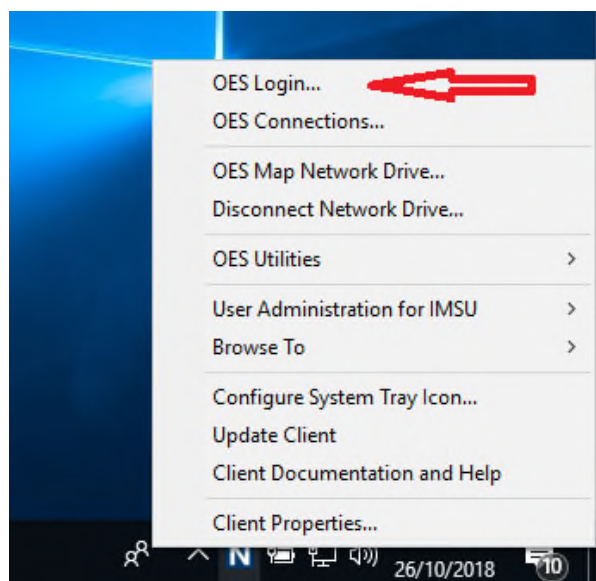 OES Login...
OES Connections...
OES Map Network Drive...
Disconnect Network Drive...
OES Utilities
User Administration for IMSU
Browse To
Configure System Tray Icon...
Update Client
Client Documentation and Help
Client Properties...
N
26/10/2018
10